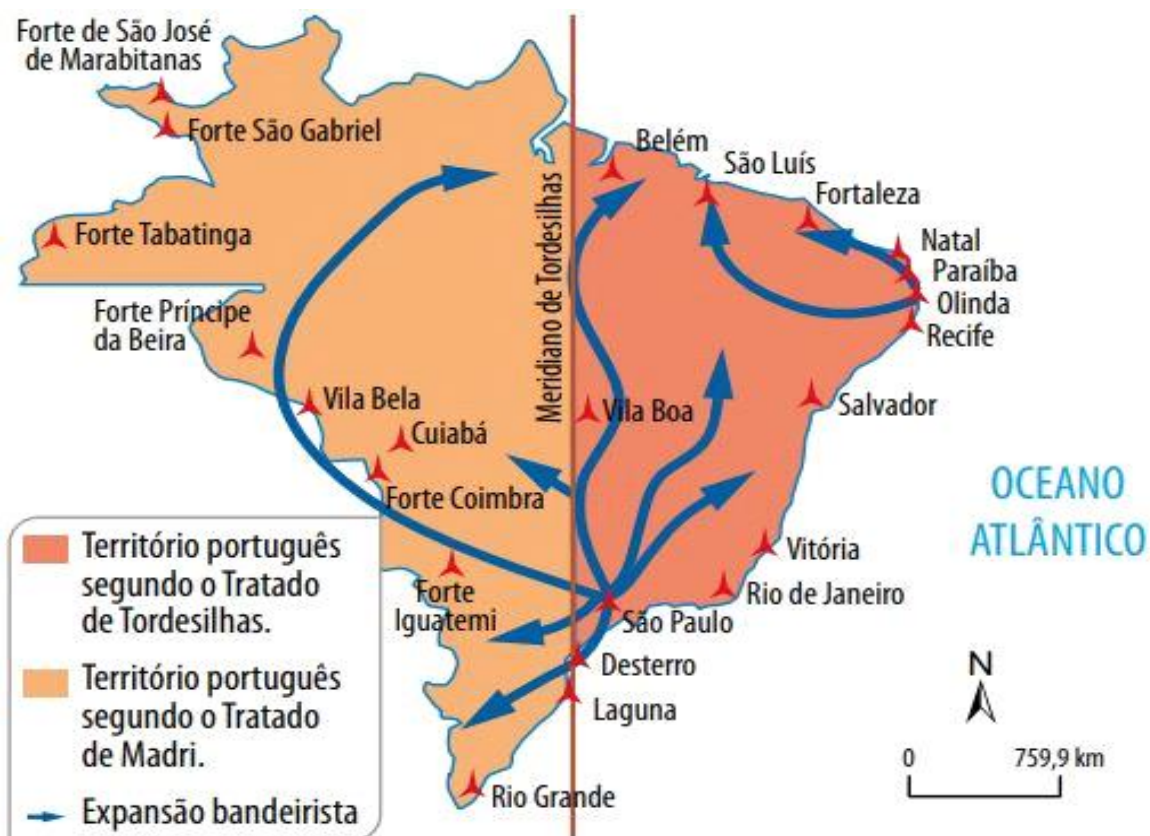 Forte de São José
de Marabitanas
Forte São Gabriel
Belém
São Luís
Fortaleza
Meridiano de Tordesilhas
Forte Tabatinga
Natal
Paraíba
Olinda
Forte Príncipe
da Beira
Recife
Vila Bela
Vila Boa
Salvador
Cuiabá
Forte Coimbra
OCEANO
ATLÂNTICO
Território português
segundo o Tratado
de Tordesilhas.
Vitória
Forte
Iguatemi
Rio de Janeiro
São Paulo
Desterro
N
Território português
segundo o Tratado
de Madri.
Laguna
0 759,9 km
Rio Grande
Expansão bandeirista